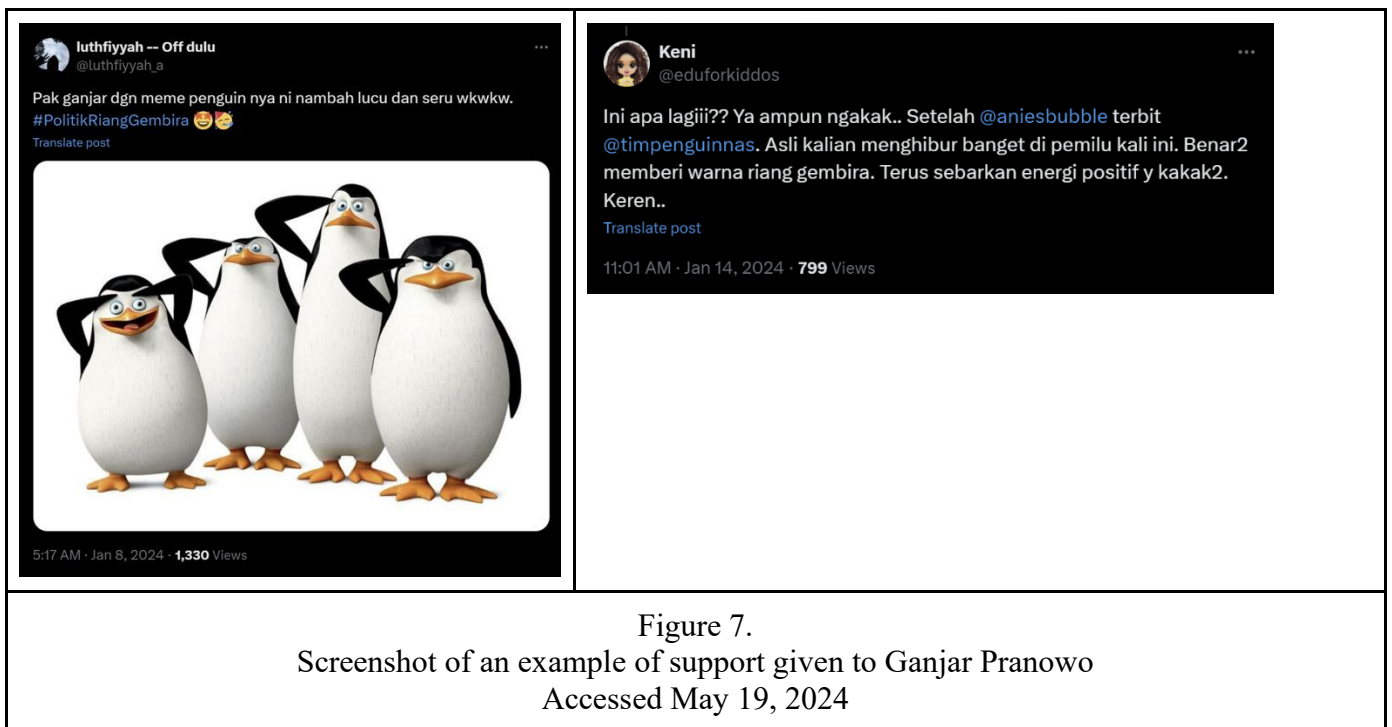 luthfiyyah -- Off dulu
@luthfiyyah_a
Pak ganjar dgn meme penguin nya ni nambah lucu dan seru wkwkw.
#PolitikRiangGembira 🤩🥳
Translate post
5:17 AM · Jan 8, 2024 · 1,330 Views
Keni
@eduforkiddos
Ini apa lagiii?? Ya ampun ngakak.. Setelah @aniesbubble terbit
@timpenguinnas. Asli kalian menghibur banget di pemilu kali ini. Benar2
memberi warna riang gembira. Terus sebarkan energi positif y kakak2.
Keren..
Translate post
11:01 AM · Jan 14, 2024 · 799 Views
Figure 7.
Screenshot of an example of support given to Ganjar Pranowo
Accessed May 19, 2024